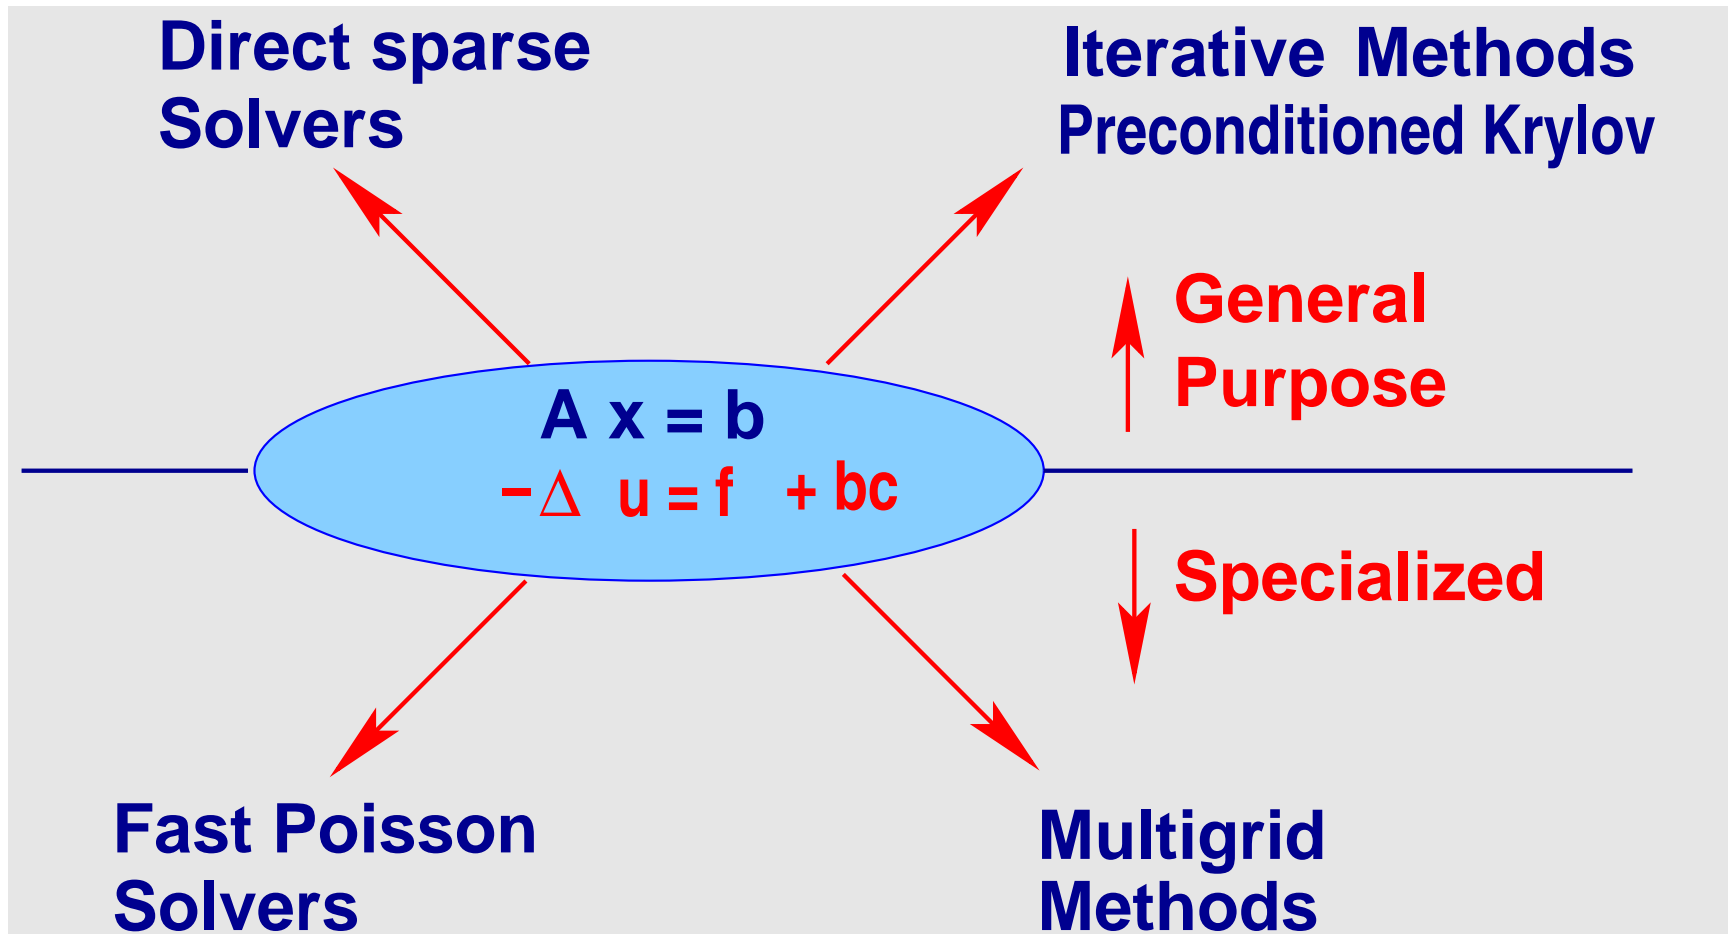 Direct sparse
Solvers
Iterative Methods
Preconditioned Krylov
General
Purpose
A x = b
−Δ u = f + bc
Specialized
Fast Poisson
Solvers
Multigrid
Methods